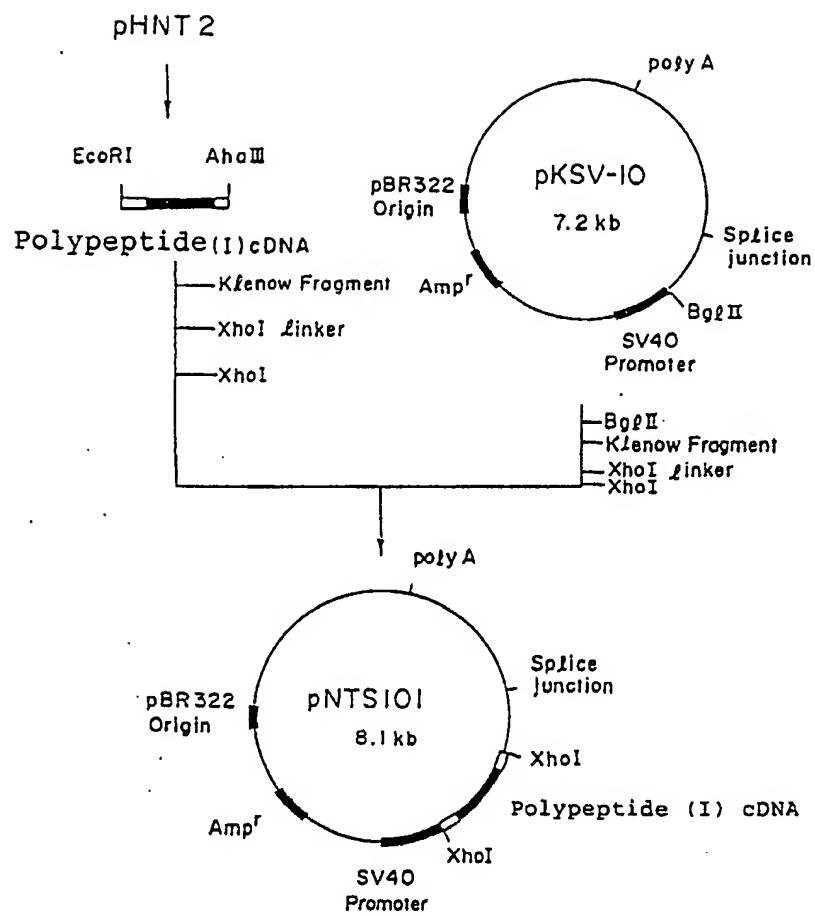 pHNT2
EcoRI
AhaIII
Polypeptide (I) cDNA
Klenow Fragment
XhoI linker
XhoI
poly A
pBR322
Origin
pKSV-10
7.2 kb
Splice
junction
Ampr
BglII
SV40
Promoter
BglII
Klenow Fragment
XhoI linker
XhoI
poly A
Splice
junction
pBR322
Origin
pNTS101
8.1 kb
XhoI
Polypeptide (I) cDNA
Ampr
XhoI
SV40
Promoter